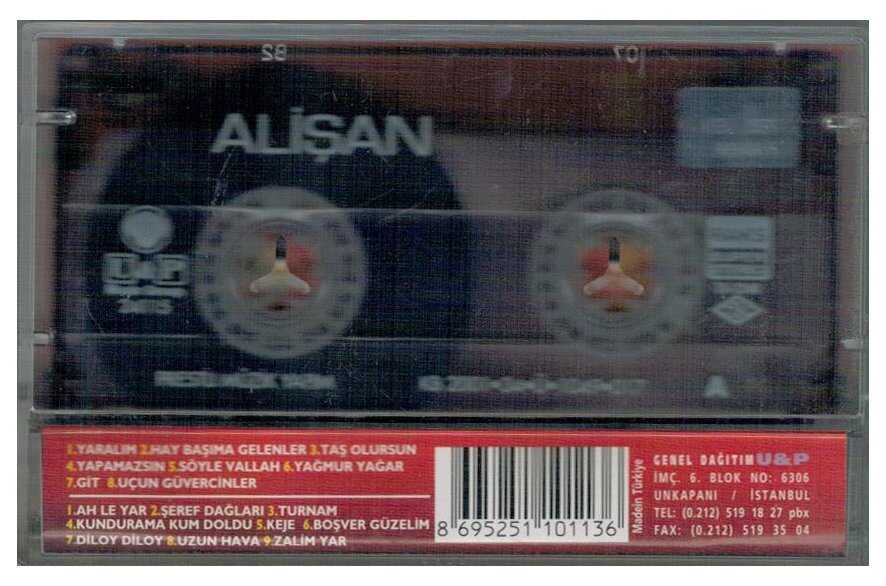 ALİŞAN
A
1.YARALIM 2.HAY BAŞIMA GELENLER 3.TAŞ OLURSUN
4.YAPAMAZSIN 5.SÖYLE VALLAH 6.YAĞMUR YAĞAR
7.GİT 8.UÇUN GÜVERCİNLER
1.AH LE YAR 2.ŞEREF DAĞLARI 3.TURNAM
4.KUNDURAMA KUM DOLDU 5.KEJE 6.BOŞVER GÜZELİM
7.DİLOY DİLOY 8.UZUN HAVA 9.ZALİM YAR
8 695251 101136
Madein Türkiye
GENEL DAĞITIM U&P
İMÇ. 6. BLOK NO: 6306
UNKAPANI / İSTANBUL
TEL: (0.212) 519 18 27 pbx
FAX: (0.212) 519 35 04